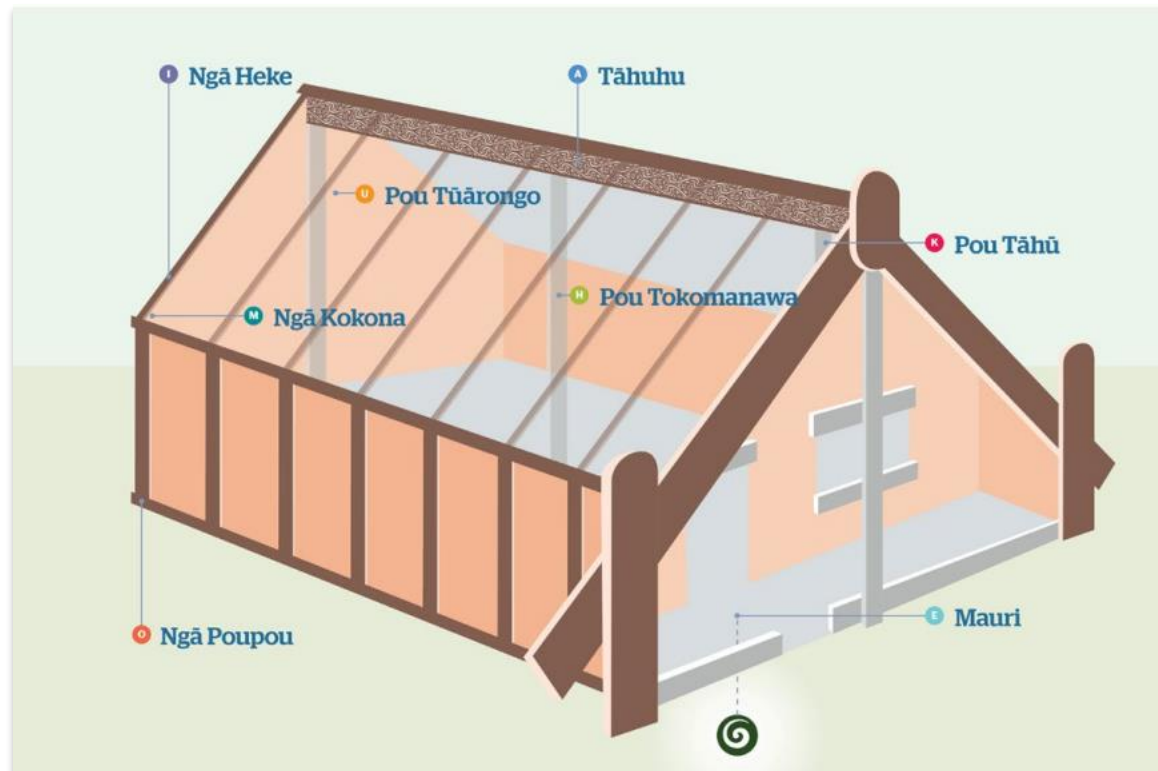 I Ngā Heke
A Tāhuhu
U Pou Tūārongo
K Pou Tāhū
H Pou Tokomanawa
M Ngā Kokona
E Mauri
O Ngā Poupou